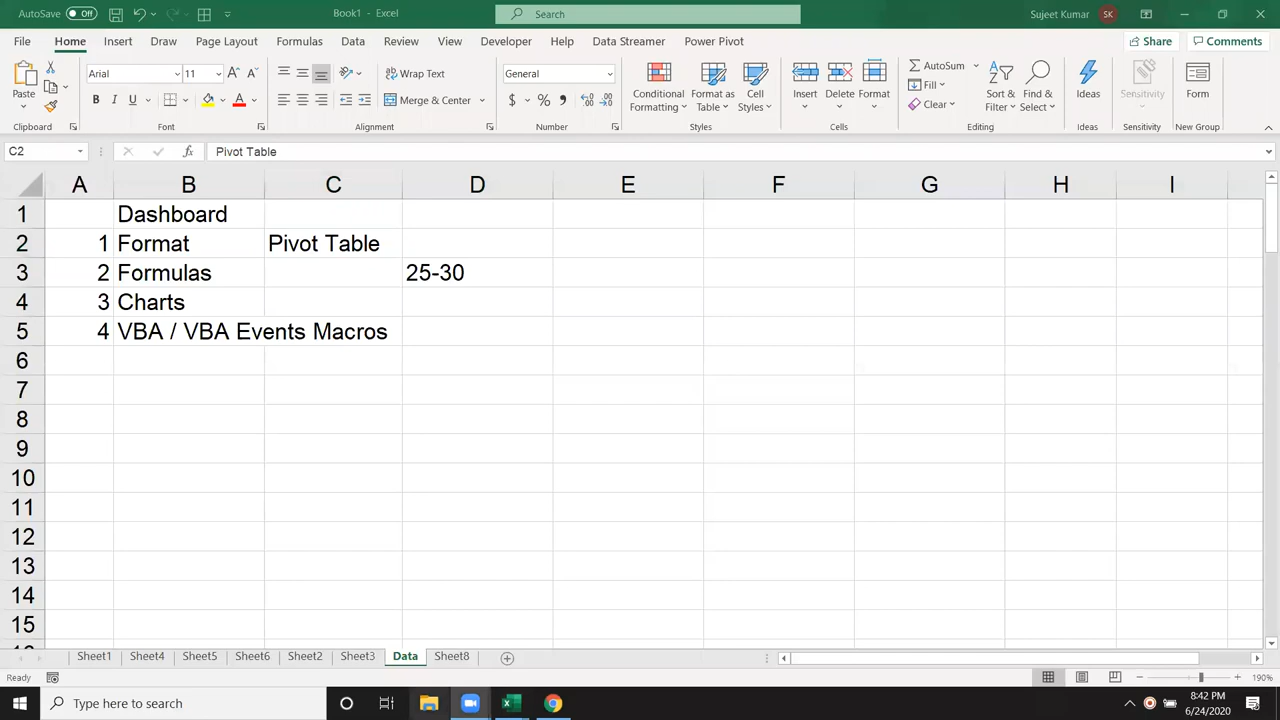 AutoSave Off Book1 - Excel Search Sujeet Kumar SK
File Home Insert Draw Page Layout Formulas Data Review View Developer Help Data Streamer Power Pivot Share Comments
Paste Arial 11 A A Wrap Text General AutoSum
B I U A Merge & Center $ % , Conditional Formatting Format as Table Cell Styles Insert Delete Format Fill Clear Sort & Filter Find & Select Ideas Sensitivity Form
Clipboard Font Alignment Number Styles Cells Editing Ideas Sensitivity New Group
C2 fx Pivot Table
A B C D E F G H I
1 Dashboard
2 1 Format Pivot Table
3 2 Formulas 25-30
4 3 Charts
5 4 VBA / VBA Events Macros
6
7
8
9
10
11
12
13
14
15
Sheet1 Sheet4 Sheet5 Sheet6 Sheet2 Sheet3 Data Sheet8
Ready 190%
Type here to search 8:42 PM
6/24/2020